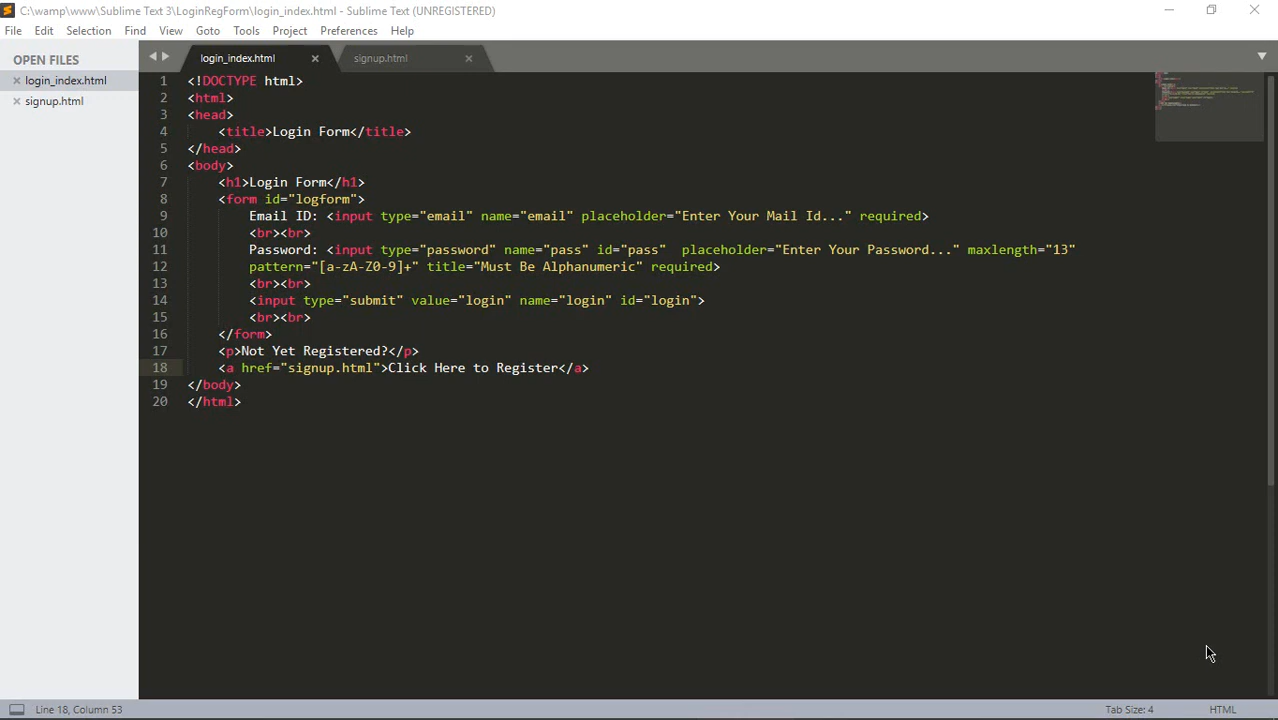 C:\wamp\www\Sublime Text 3\LoginRegForm\login_index.html - Sublime Text (UNREGISTERED)
File Edit Selection Find View Goto Tools Project Preferences Help
OPEN FILES
login_index.html
signup.html
login_index.html signup.html
1 <!DOCTYPE html>
2 <html>
3 <head>
4 <title>Login Form</title>
5 </head>
6 <body>
7 <h1>Login Form</h1>
8 <form id="logform">
9 Email ID: <input type="email" name="email" placeholder="Enter Your Mail Id..." required>
10 <br><br>
11 Password: <input type="password" name="pass" id="pass"  placeholder="Enter Your Password..." maxlength="13"
12 pattern="[a-zA-Z0-9]+" title="Must Be Alphanumeric" required>
13 <br><br>
14 <input type="submit" value="login" name="login" id="login">
15 <br><br>
16 </form>
17 <p>Not Yet Registered?</p>
18 <a href="signup.html">Click Here to Register</a>
19 </body>
20 </html>
Line 18, Column 53 Tab Size: 4 HTML